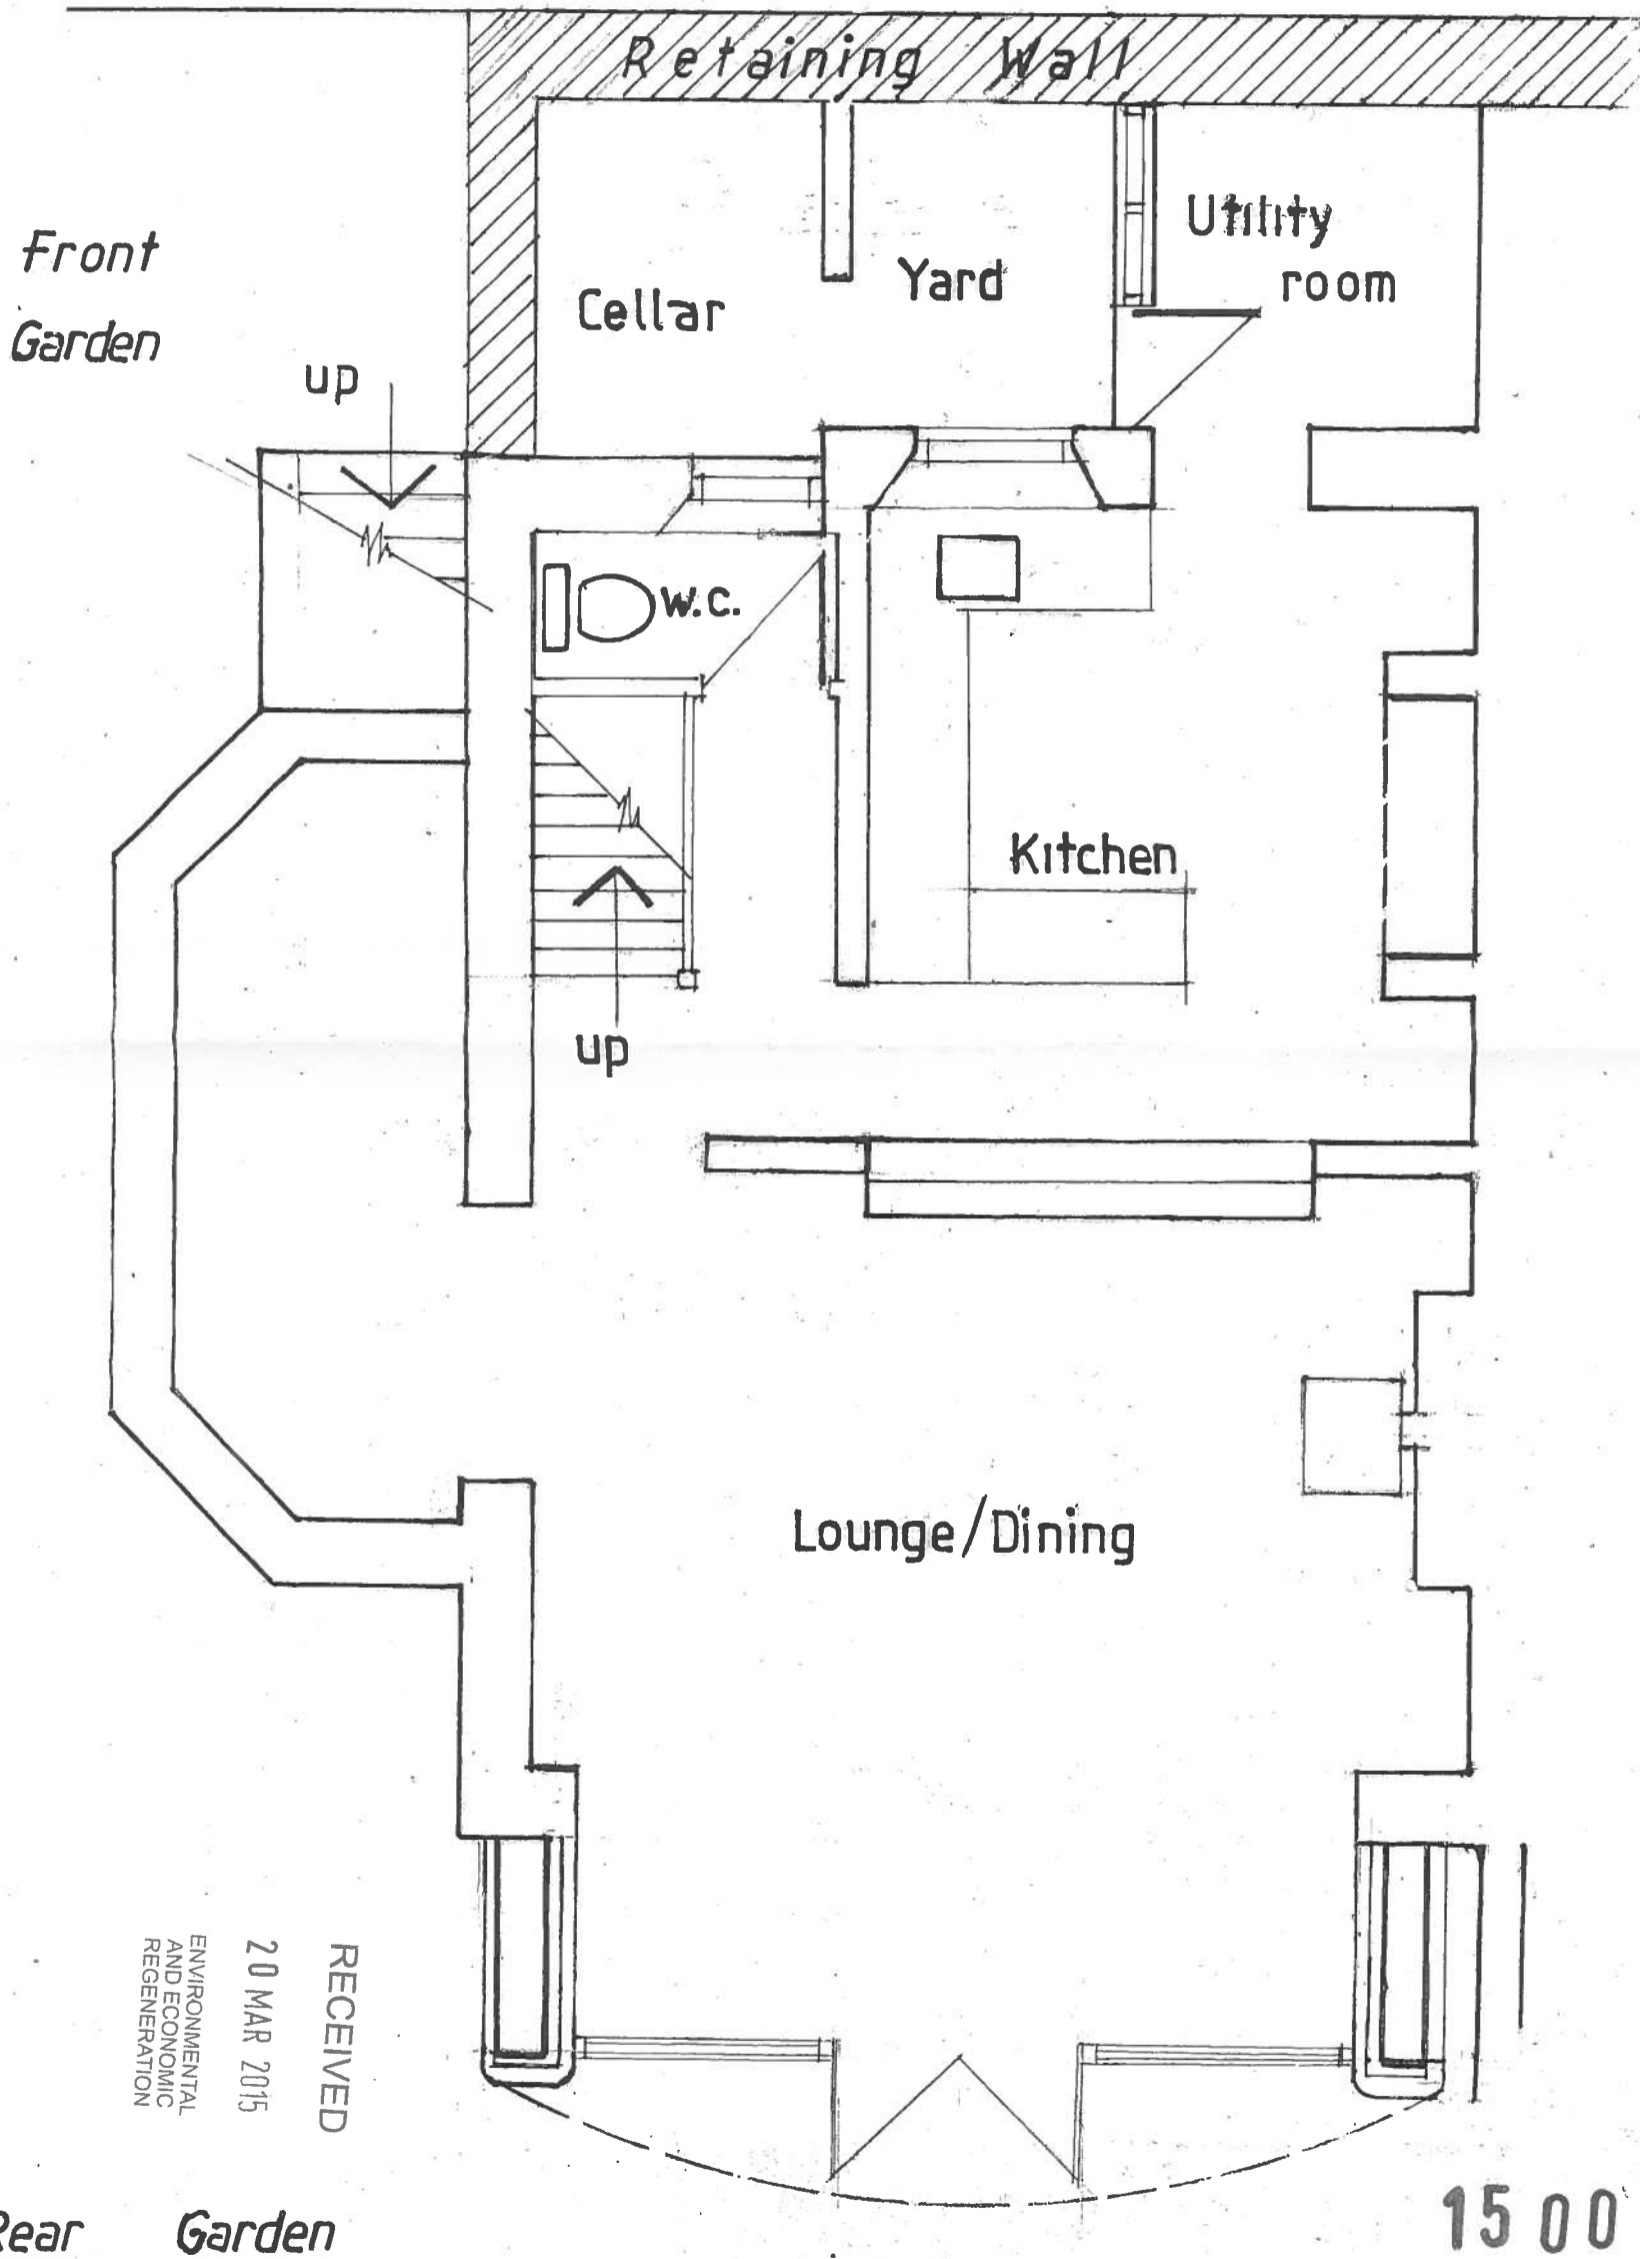 Retaining Wall
Front
Garden
Utility
room
Yard
Cellar
up
W.C.
Kitchen
up
Lounge/Dining
RECEIVED
20 MAR 2015
ENVIRONMENTAL
AND ECONOMIC
REGENERATION
Rear Garden
1500